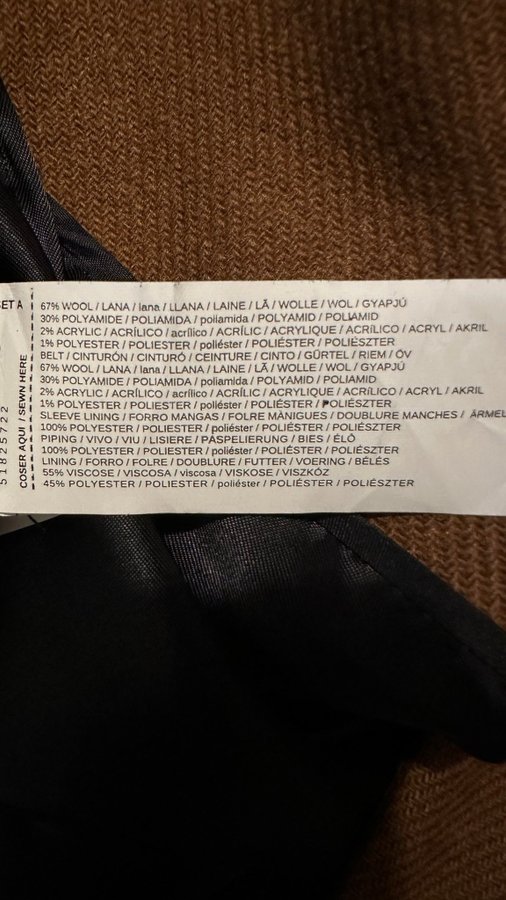 67% WOOL / LANA / lana / LLANA / LAINE / LÃ / WOLLE / WOL / GYAPJÚ
30% POLYAMIDE / POLIAMIDA / poliamida / POLYAMID / POLIAMID
2% ACRYLIC / ACRÍLICO / acrílico / ACRÍLIC / ACRYLIQUE / ACRÍLICO / ACRYL / AKRIL
1% POLYESTER / POLIESTER / poliéster / POLIÉSTER / POLIÉSZTER
BELT / CINTURÓN / CINTURÓ / CEINTURE / CINTO / GÜRTEL / RIEM / ÖV
67% WOOL / LANA / lana / LLANA / LAINE / LÃ / WOLLE / WOL / GYAPJÚ
30% POLYAMIDE / POLIAMIDA / poliamida / POLYAMID / POLIAMID
2% ACRYLIC / ACRÍLICO / acrílico / ACRÍLIC / ACRYLIQUE / ACRÍLICO / ACRYL / AKRIL
1% POLYESTER / POLIESTER / poliéster / POLIÉSTER / POLIÉSZTER
SLEEVE LINING / FORRO MANGAS / FOLRE MÀNIGUES / DOUBLURE MANCHES / ÄRMEL
100% POLYESTER / POLIESTER / poliéster / POLIÉSTER / POLIÉSZTER
PIPING / VIVO / VIU / LISIERE / PASPELIERUNG / BIES / ÉLŐ
100% POLYESTER / POLIESTER / poliéster / POLIÉSTER / POLIÉSZTER
LINING / FORRO / FOLRE / DOUBLURE / FUTTER / VOERING / BÉLÉS
55% VISCOSE / VISCOSA / viscosa / VISKOSE / VISZKÓZ
45% POLYESTER / POLIESTER / poliéster / POLIÉSTER / POLIÉSZTER
COSER AQUI / SEWN HERE
51825722
SET A